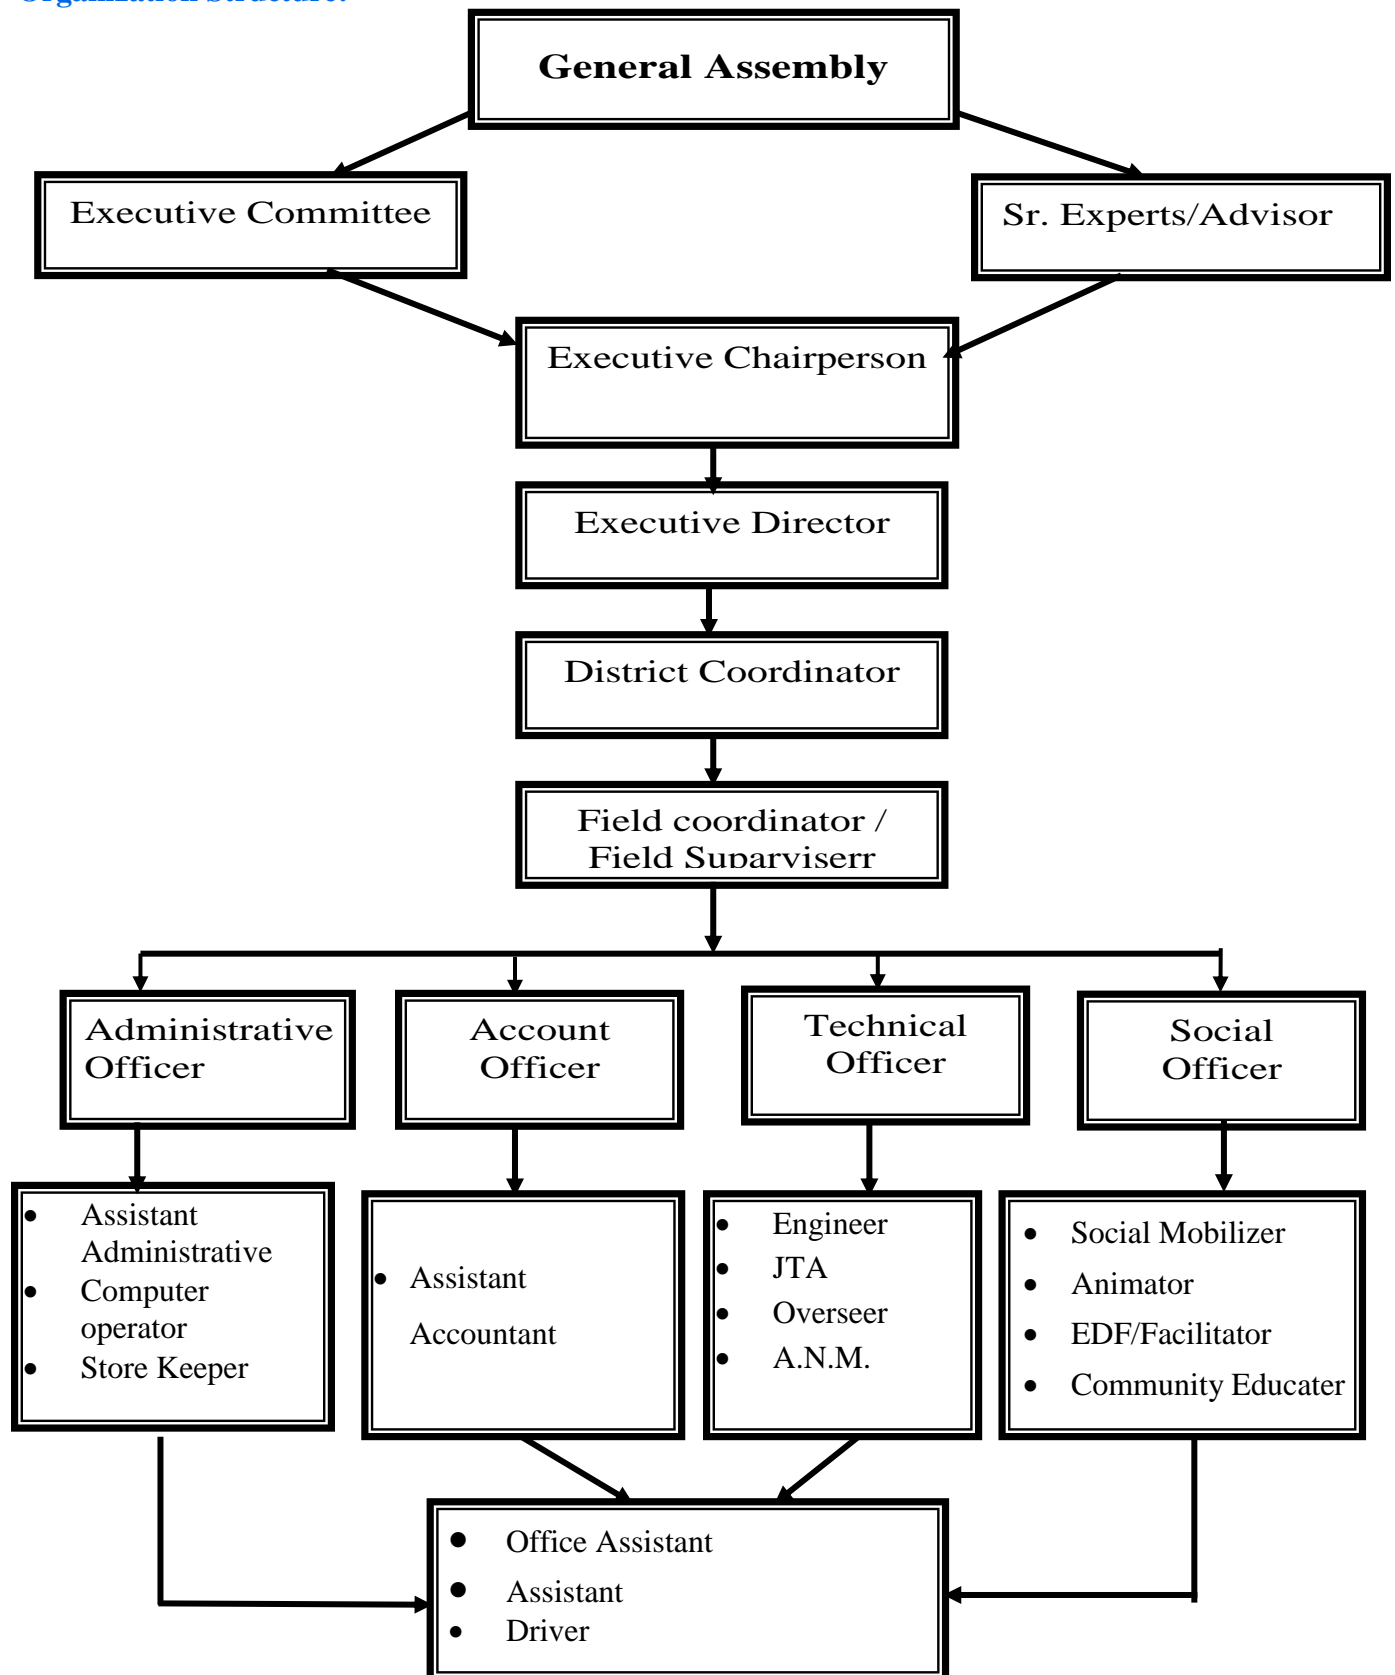 Organization Structure:
General Assembly
Executive Committee
Sr. Experts/Advisor
Executive Chairperson
Executive Director
District Coordinator
Field coordinator /
Field Suparviserr
Administrative
Officer
Account
Officer
Technical
Officer
Social
Officer
• Assistant
Administrative
• Computer
operator
• Store Keeper
• Assistant
Accountant
• Engineer
• JTA
• Overseer
• A.N.M.
• Social Mobilizer
• Animator
• EDF/Facilitator
• Community Educater
• Office Assistant
• Assistant
• Driver